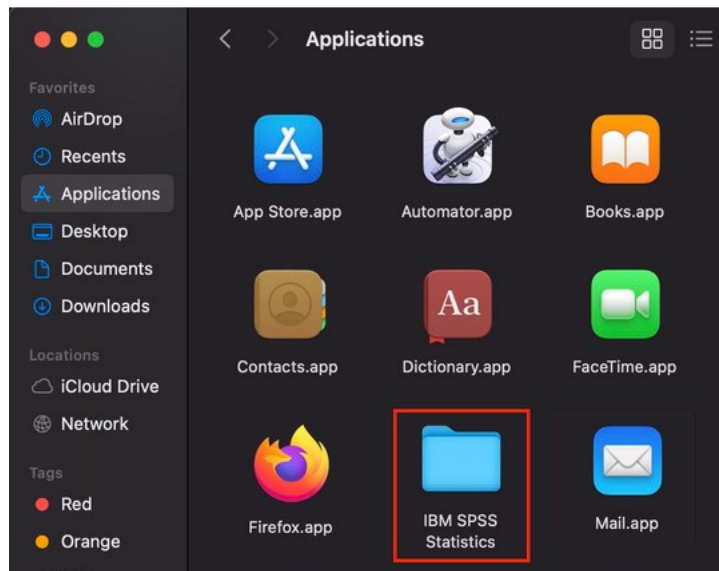 Applications
Favorites
AirDrop
Recents
Applications
Desktop
Documents
Downloads
Locations
iCloud Drive
Network
Tags
Red
Orange
App Store.app
Automator.app
Books.app
Aa
Contacts.app
Dictionary.app
FaceTime.app
Firefox.app
IBM SPSS
Statistics
Mail.app